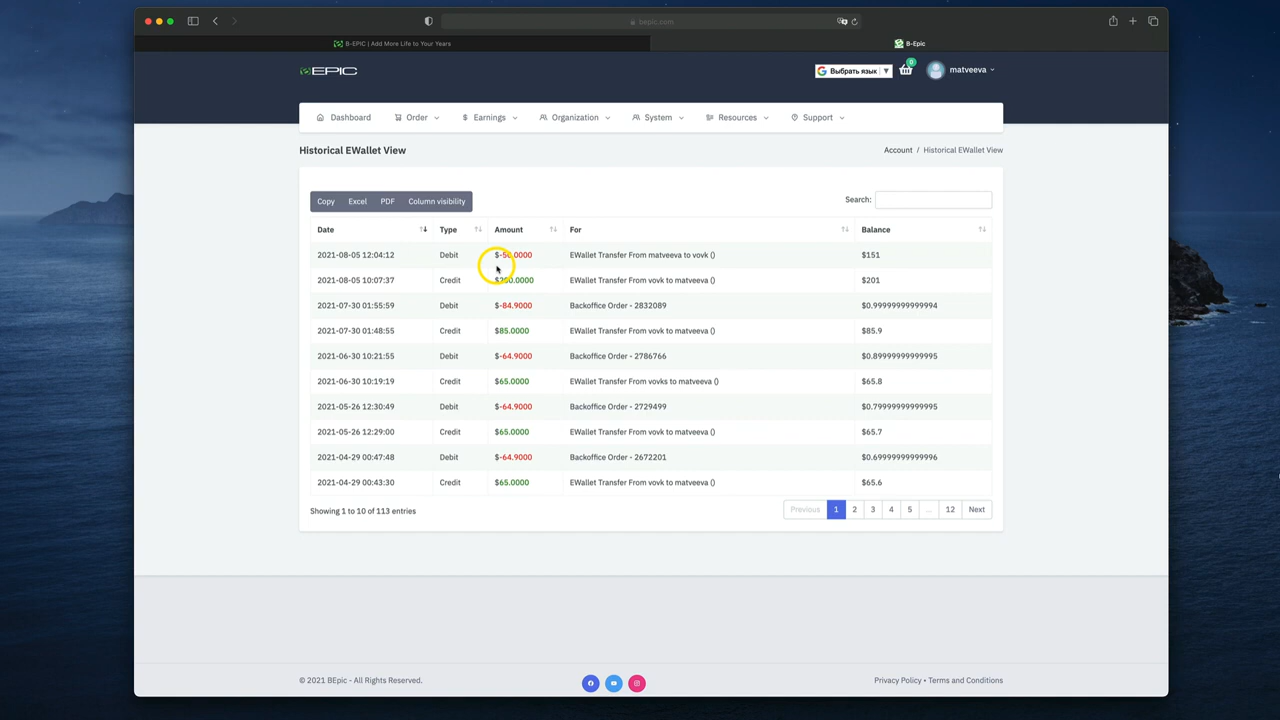 bepic.com
B-EPIC | Add More Life to Your Years
B-Epic
BEPIC
Выбрать язык ▼
0
matveeva
Dashboard Order Earnings Organization System Resources Support
Historical EWallet View
Account / Historical EWallet View
Copy Excel PDF Column visibility
Search:
Date Type Amount For Balance
2021-08-05 12:04:12 Debit $-50.0000 EWallet Transfer From matveeva to vovk () $151
2021-08-05 10:07:37 Credit $200.0000 EWallet Transfer From vovk to matveeva () $201
2021-07-30 01:55:59 Debit $-84.9000 Backoffice Order - 2832089 $0.99999999999994
2021-07-30 01:48:55 Credit $85.0000 EWallet Transfer From vovk to matveeva () $85.9
2021-06-30 10:21:55 Debit $-64.9000 Backoffice Order - 2786766 $0.89999999999995
2021-06-30 10:19:19 Credit $65.0000 EWallet Transfer From vovks to matveeva () $65.8
2021-05-26 12:30:49 Debit $-64.9000 Backoffice Order - 2729499 $0.79999999999995
2021-05-26 12:29:00 Credit $65.0000 EWallet Transfer From vovk to matveeva () $65.7
2021-04-29 00:47:48 Debit $-64.9000 Backoffice Order - 2672201 $0.69999999999996
2021-04-29 00:43:30 Credit $65.0000 EWallet Transfer From vovk to matveeva () $65.6
Showing 1 to 10 of 113 entries
Previous 1 2 3 4 5 ... 12 Next
© 2021 BEpic - All Rights Reserved.
Privacy Policy • Terms and Conditions